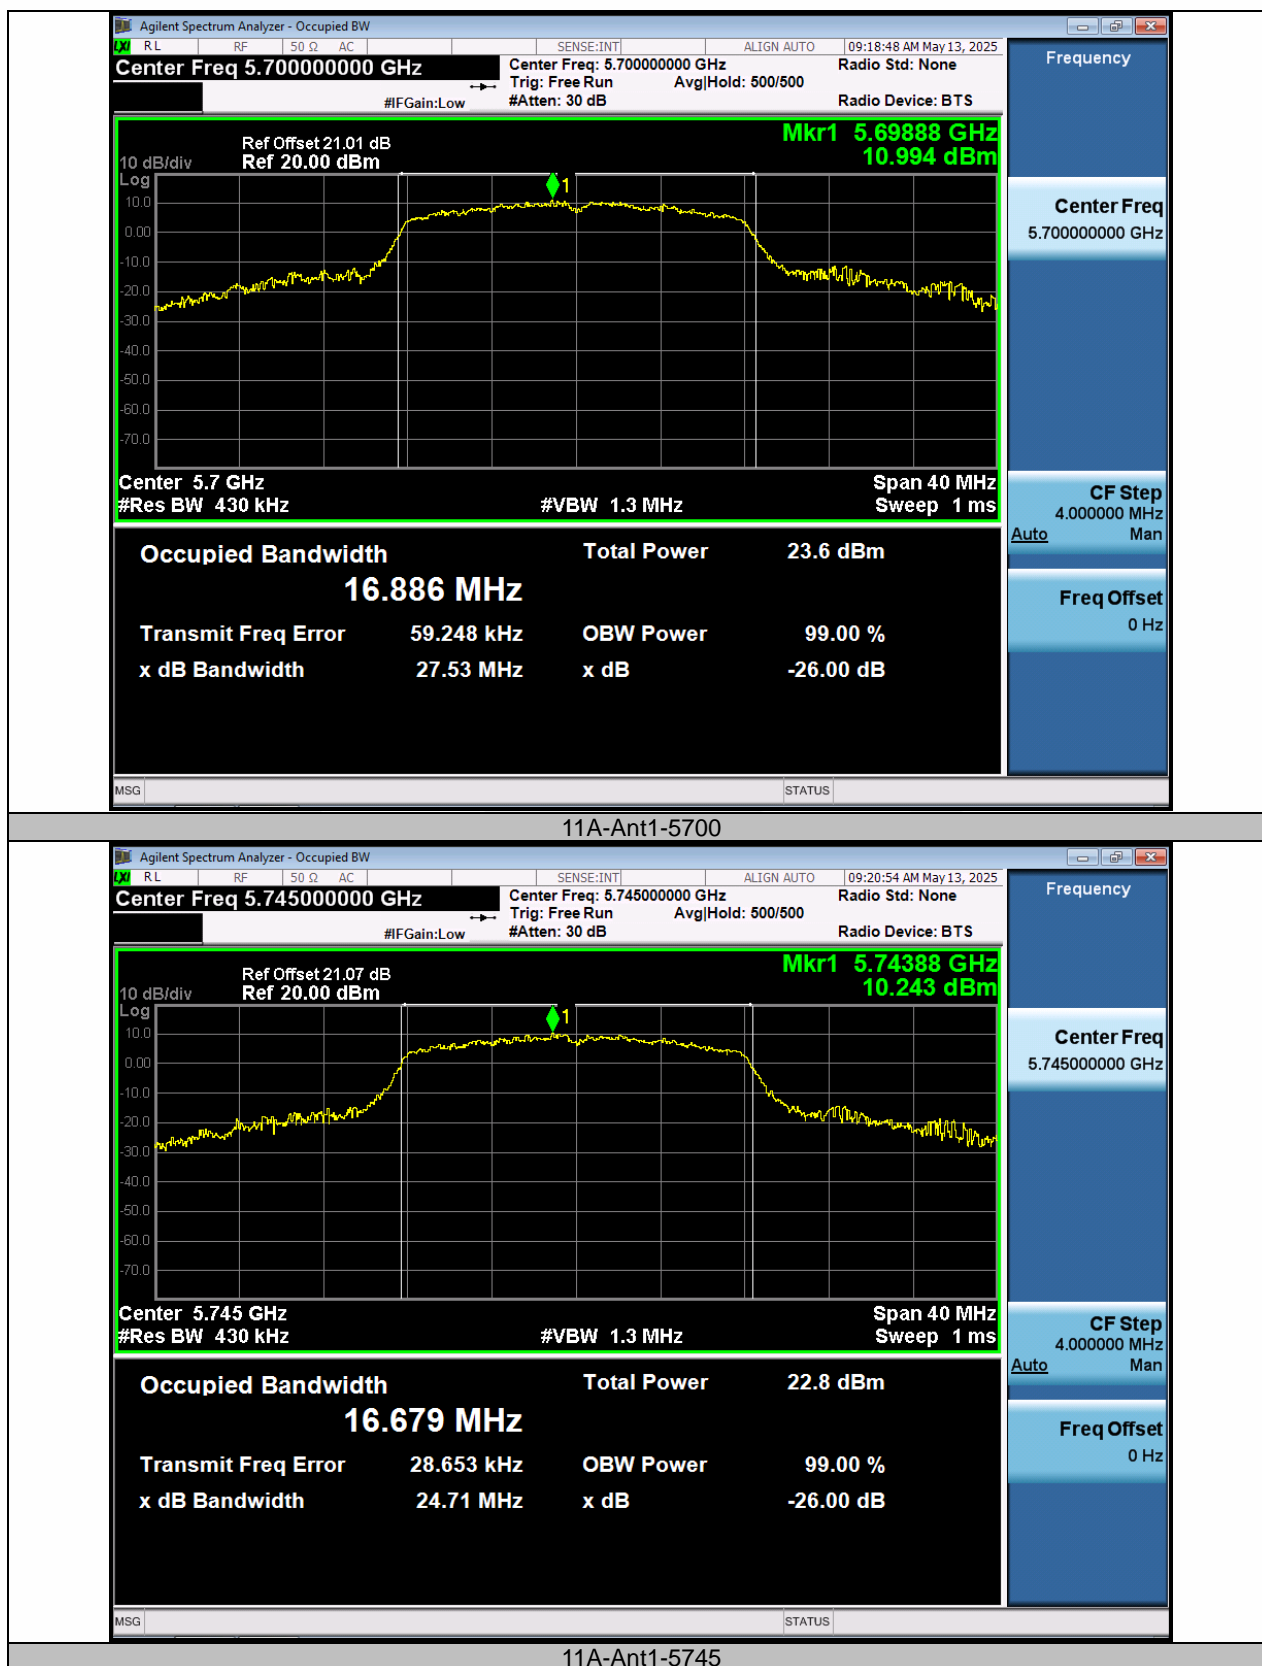 Agilent Spectrum Analyzer - Occupied BW
LXI RL RF 50 Ω AC SENSE:INT ALIGN AUTO 09:18:48 AM May 13, 2025
Center Freq 5.700000000 GHz
Center Freq: 5.700000000 GHz
Radio Std: None
Trig: Free Run Avg|Hold: 500/500
#IFGain:Low #Atten: 30 dB Radio Device: BTS
Frequency
Mkr1 5.69888 GHz
10.994 dBm
Ref Offset 21.01 dB
10 dB/div Ref 20.00 dBm
Log
10.0
0.00
-10.0
-20.0
-30.0
-40.0
-50.0
-60.0
-70.0
1
Center 5.7 GHz Span 40 MHz
#Res BW 430 kHz #VBW 1.3 MHz Sweep 1 ms
Center Freq
5.700000000 GHz
CF Step
4.000000 MHz
Auto Man
Freq Offset
0 Hz
Occupied Bandwidth Total Power 23.6 dBm
16.886 MHz
Transmit Freq Error 59.248 kHz OBW Power 99.00 %
x dB Bandwidth 27.53 MHz x dB -26.00 dB
MSG STATUS
11A-Ant1-5700
Agilent Spectrum Analyzer - Occupied BW
LXI RL RF 50 Ω AC SENSE:INT ALIGN AUTO 09:20:54 AM May 13, 2025
Center Freq 5.745000000 GHz
Center Freq: 5.745000000 GHz
Radio Std: None
Trig: Free Run Avg|Hold: 500/500
#IFGain:Low #Atten: 30 dB Radio Device: BTS
Frequency
Mkr1 5.74388 GHz
10.243 dBm
Ref Offset 21.07 dB
10 dB/div Ref 20.00 dBm
Log
10.0
0.00
-10.0
-20.0
-30.0
-40.0
-50.0
-60.0
-70.0
1
Center 5.745 GHz Span 40 MHz
#Res BW 430 kHz #VBW 1.3 MHz Sweep 1 ms
Center Freq
5.745000000 GHz
CF Step
4.000000 MHz
Auto Man
Freq Offset
0 Hz
Occupied Bandwidth Total Power 22.8 dBm
16.679 MHz
Transmit Freq Error 28.653 kHz OBW Power 99.00 %
x dB Bandwidth 24.71 MHz x dB -26.00 dB
MSG STATUS
11A-Ant1-5745